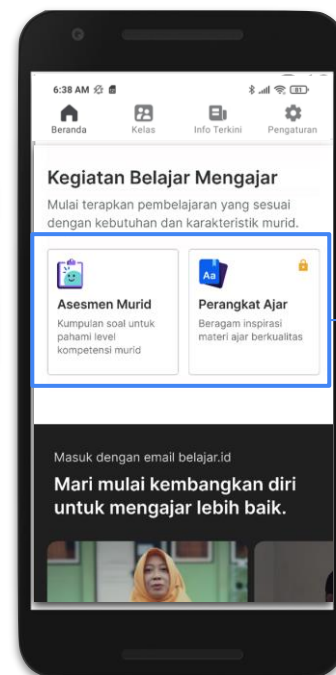 6:38 AM
81
Beranda Kelas Info Terkini Pengaturan
Kegiatan Belajar Mengajar
Mulai terapkan pembelajaran yang sesuai
dengan kebutuhan dan karakteristik murid.
Asesmen Murid
Kumpulan soal untuk
pahami level
kompetensi murid
Aa
Perangkat Ajar
Beragam inspirasi
materi ajar berkualitas
Masuk dengan email belajar.id
Mari mulai kembangkan diri
untuk mengajar lebih baik.